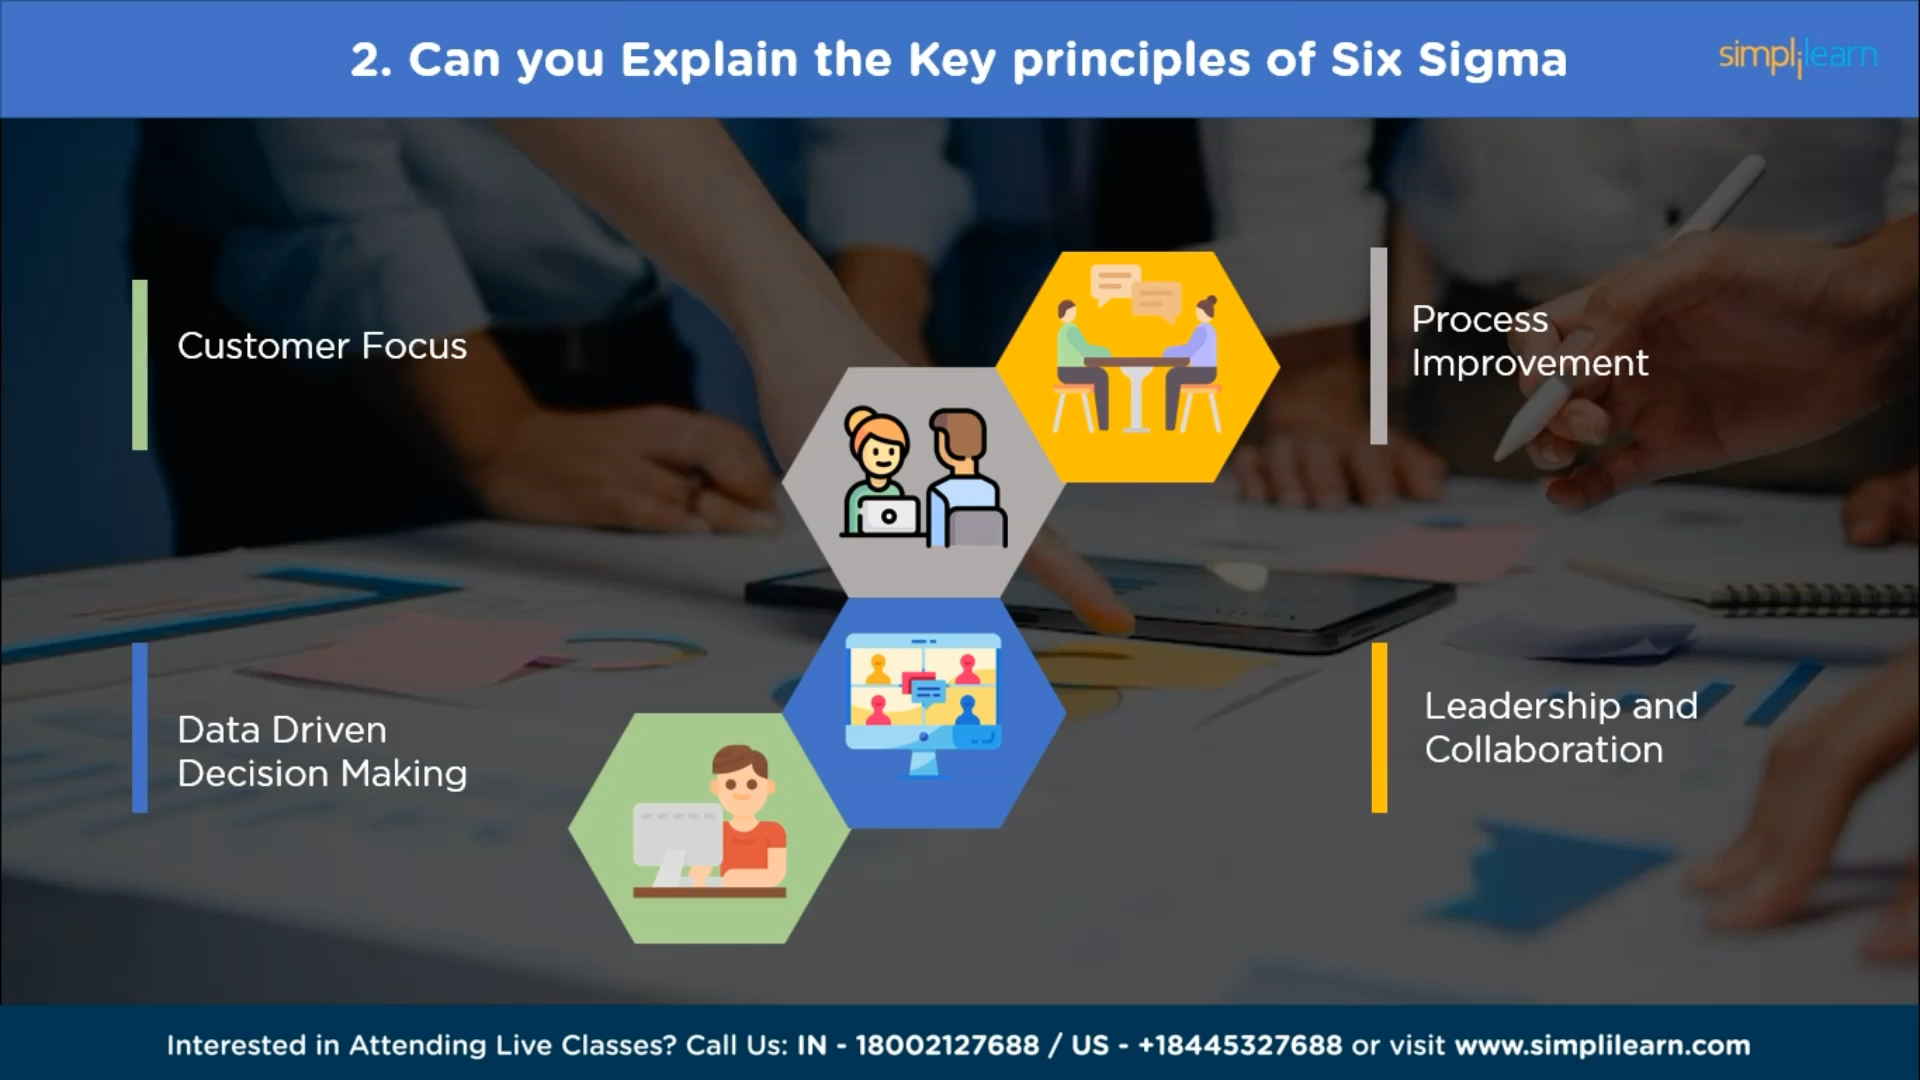 2. Can you Explain the Key principles of Six Sigma
simplilearn
Customer Focus
Process
Improvement
Data Driven
Decision Making
Leadership and
Collaboration
Interested in Attending Live Classes? Call Us: IN - 18002127688 / US - +18445327688 or visit www.simplilearn.com